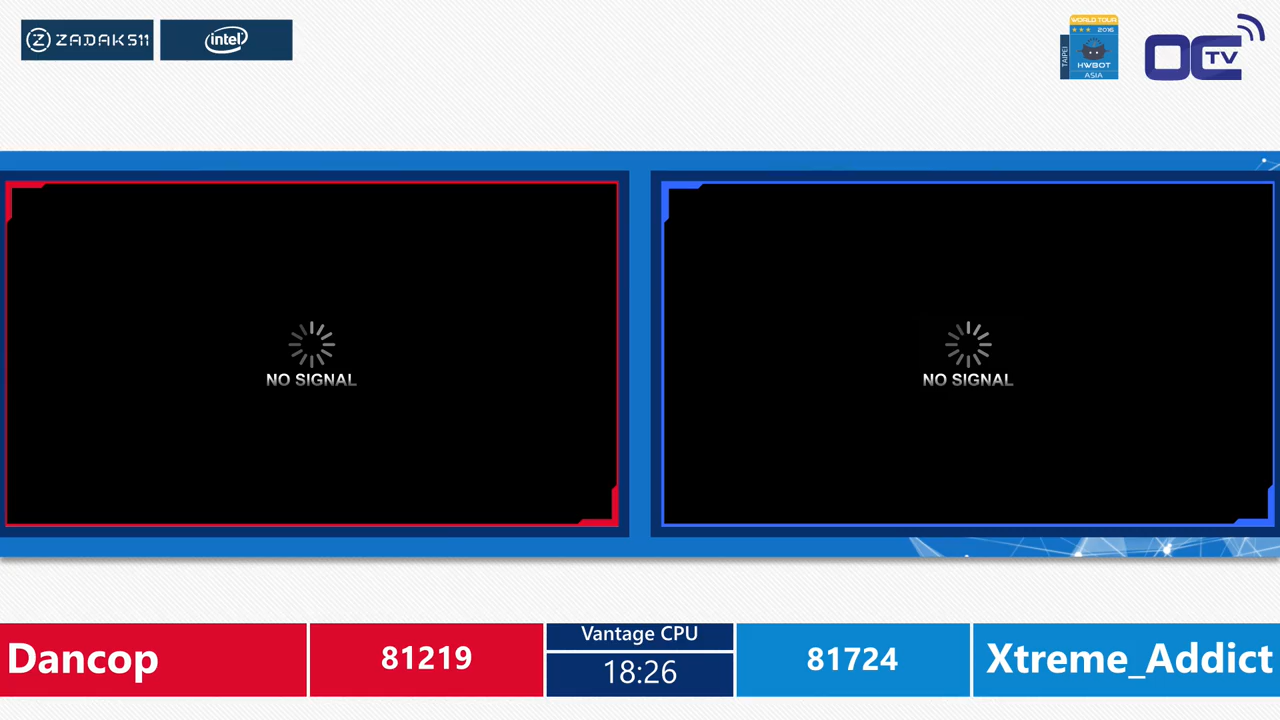 ZADAK511
intel
WORLD TOUR
2016
TAIPEI
HWBOT
ASIA
OC TV
NO SIGNAL
NO SIGNAL
Dancop
81219
Vantage CPU
18:26
81724
Xtreme_Addict